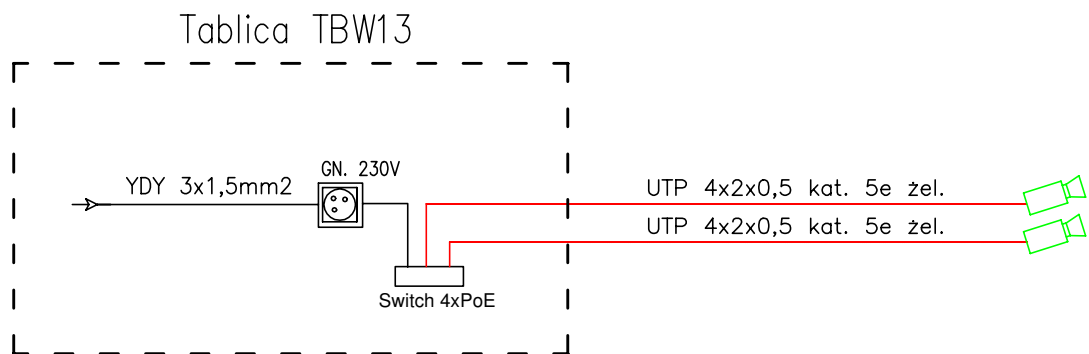 Tablica TBW13
GN. 230V
YDY 3x1,5mm2
UTP 4x2x0,5 kat. 5e żel.
UTP 4x2x0,5 kat. 5e żel.
Switch 4xPoE